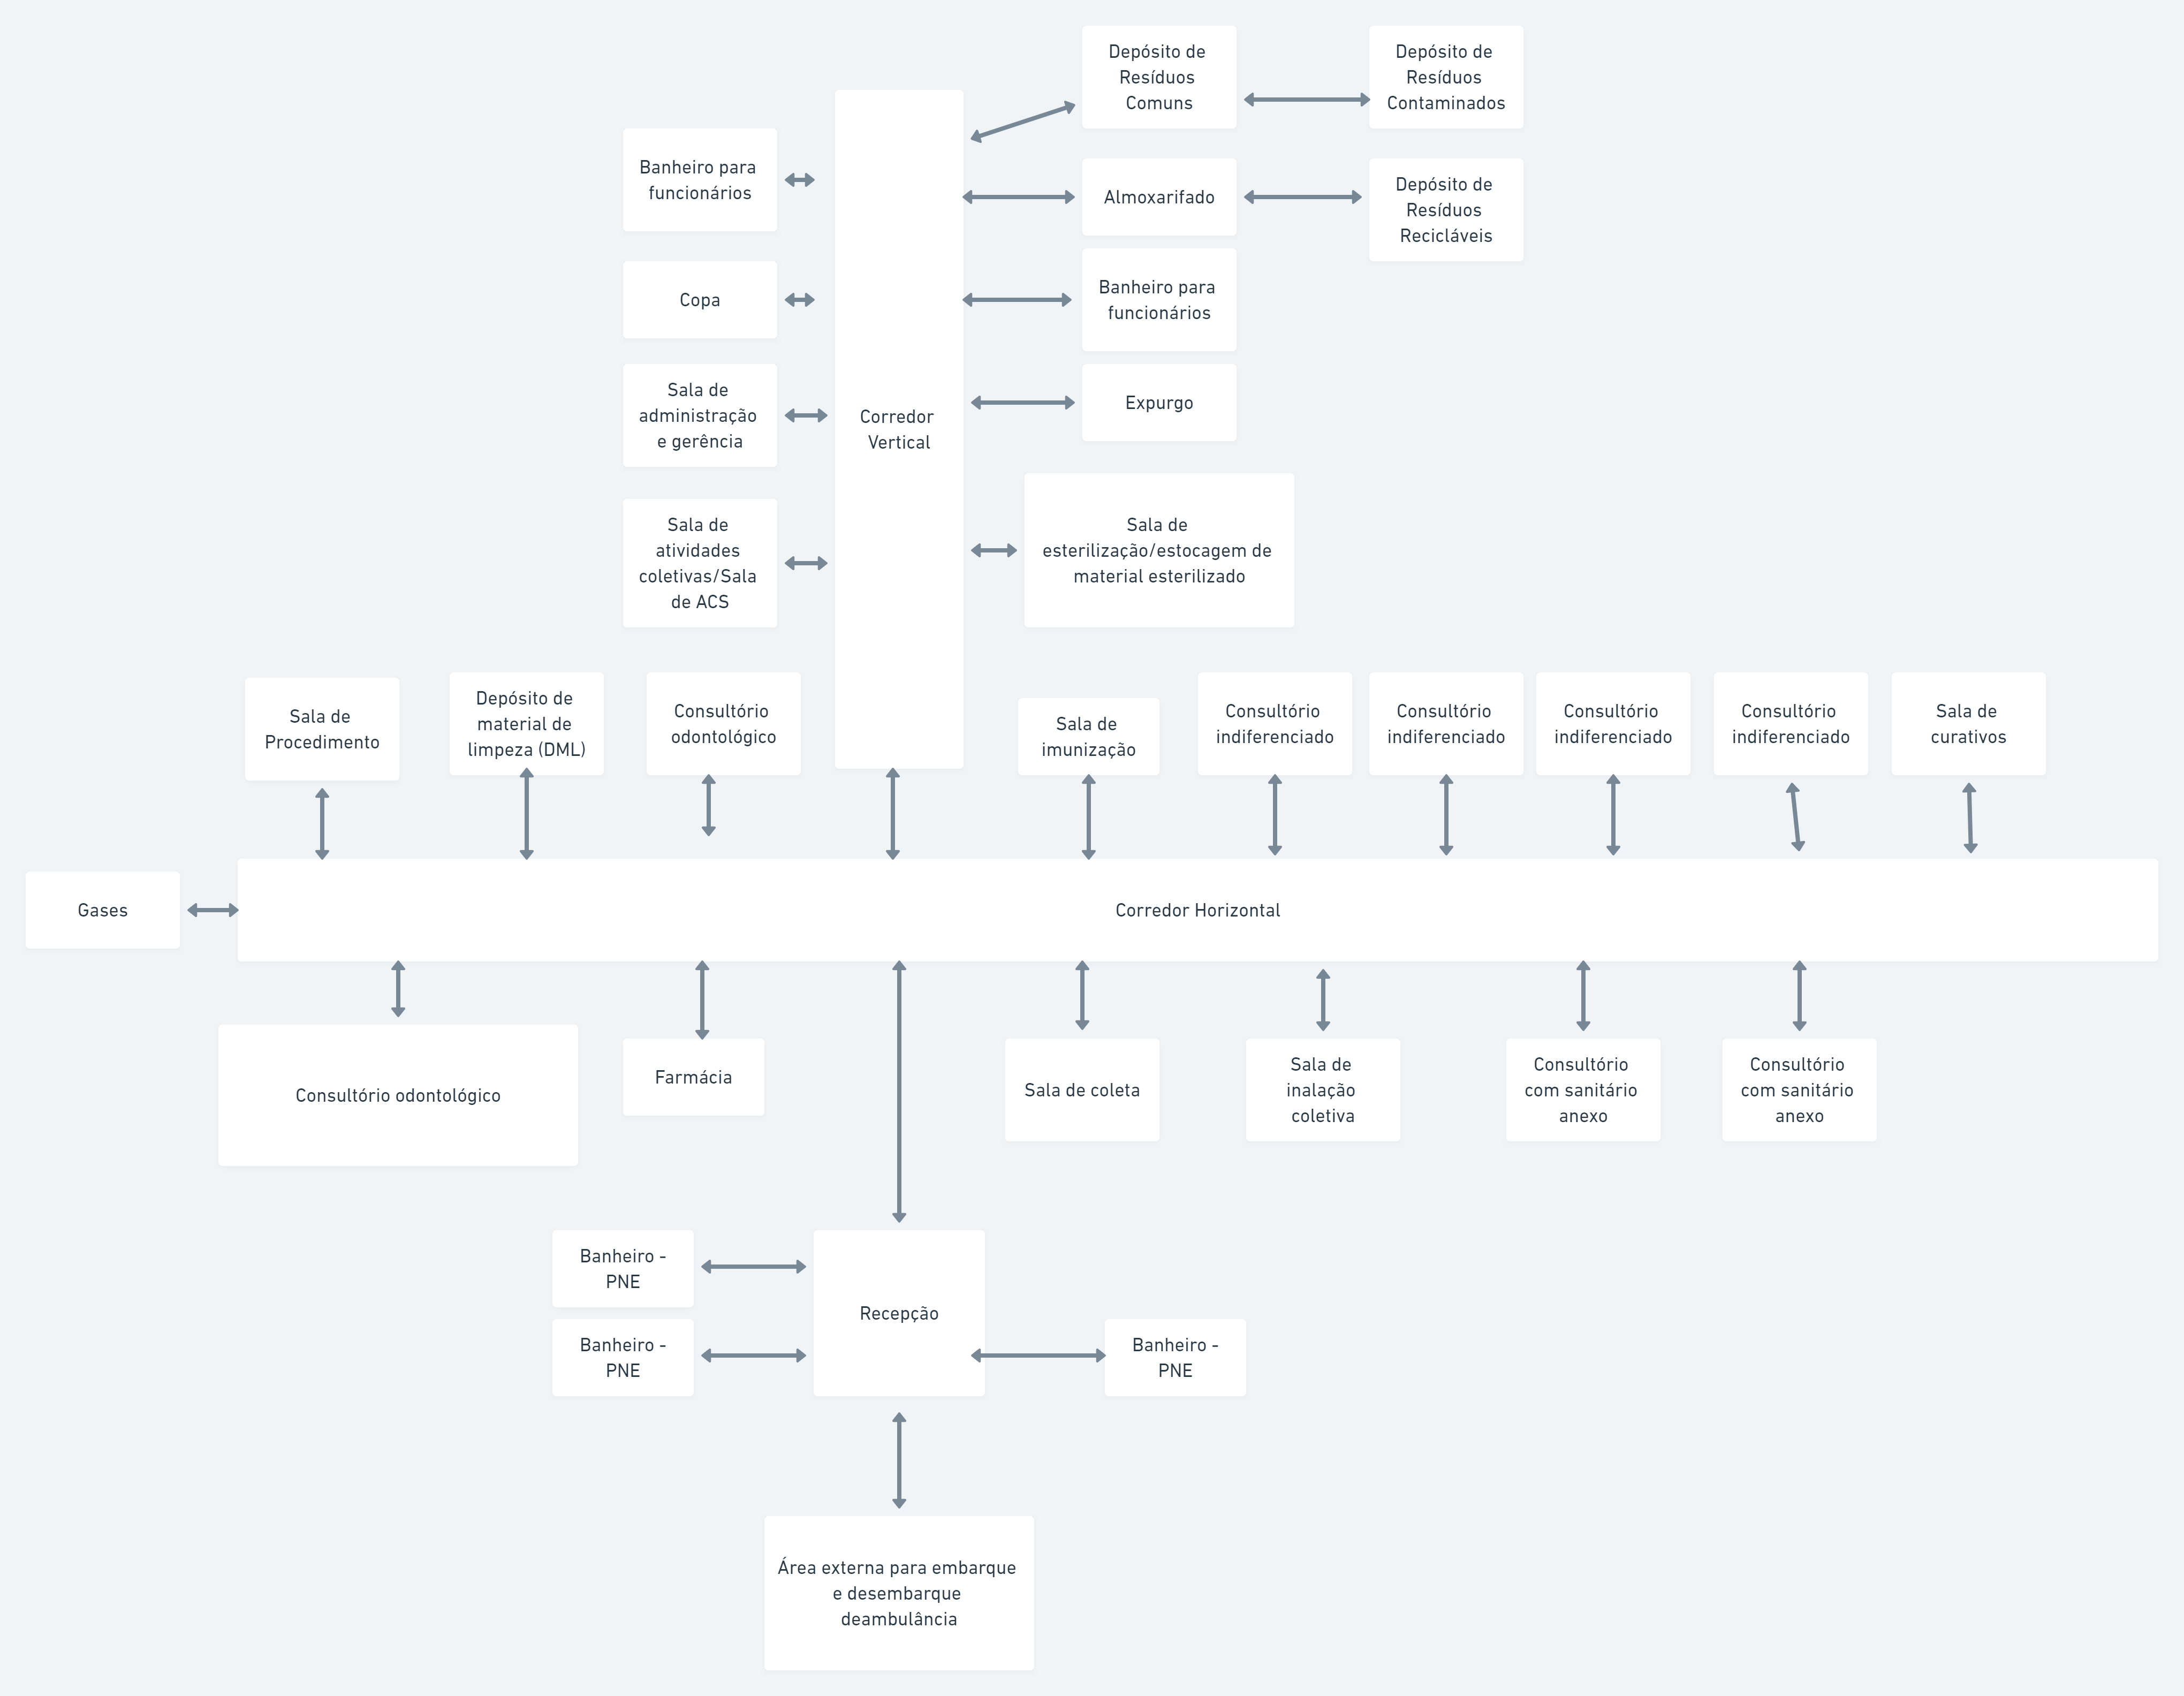 Depósito de
Resíduos
Comuns
Depósito de
Resíduos
Contaminados
Banheiro para
funcionários
Almoxarifado
Depósito de
Resíduos
Recicláveis
Copa
Banheiro para
funcionários
Sala de
administração
e gerência
Corredor
Vertical
Expurgo
Sala de
atividades
coletivas/Sala
de ACS
Sala de
esterilização/estocagem de
material esterilizado
Sala de
Procedimento
Depósito de
material de
limpeza (DML)
Consultório
odontológico
Sala de
imunização
Consultório
indiferenciado
Consultório
indiferenciado
Consultório
indiferenciado
Consultório
indiferenciado
Sala de
curativos
Gases
Corredor Horizontal
Consultório odontológico
Farmácia
Sala de coleta
Sala de
inalação
coletiva
Consultório
com sanitário
anexo
Consultório
com sanitário
anexo
Banheiro -
PNE
Recepção
Banheiro -
PNE
Banheiro -
PNE
Área externa para embarque
e desembarque
deambulância